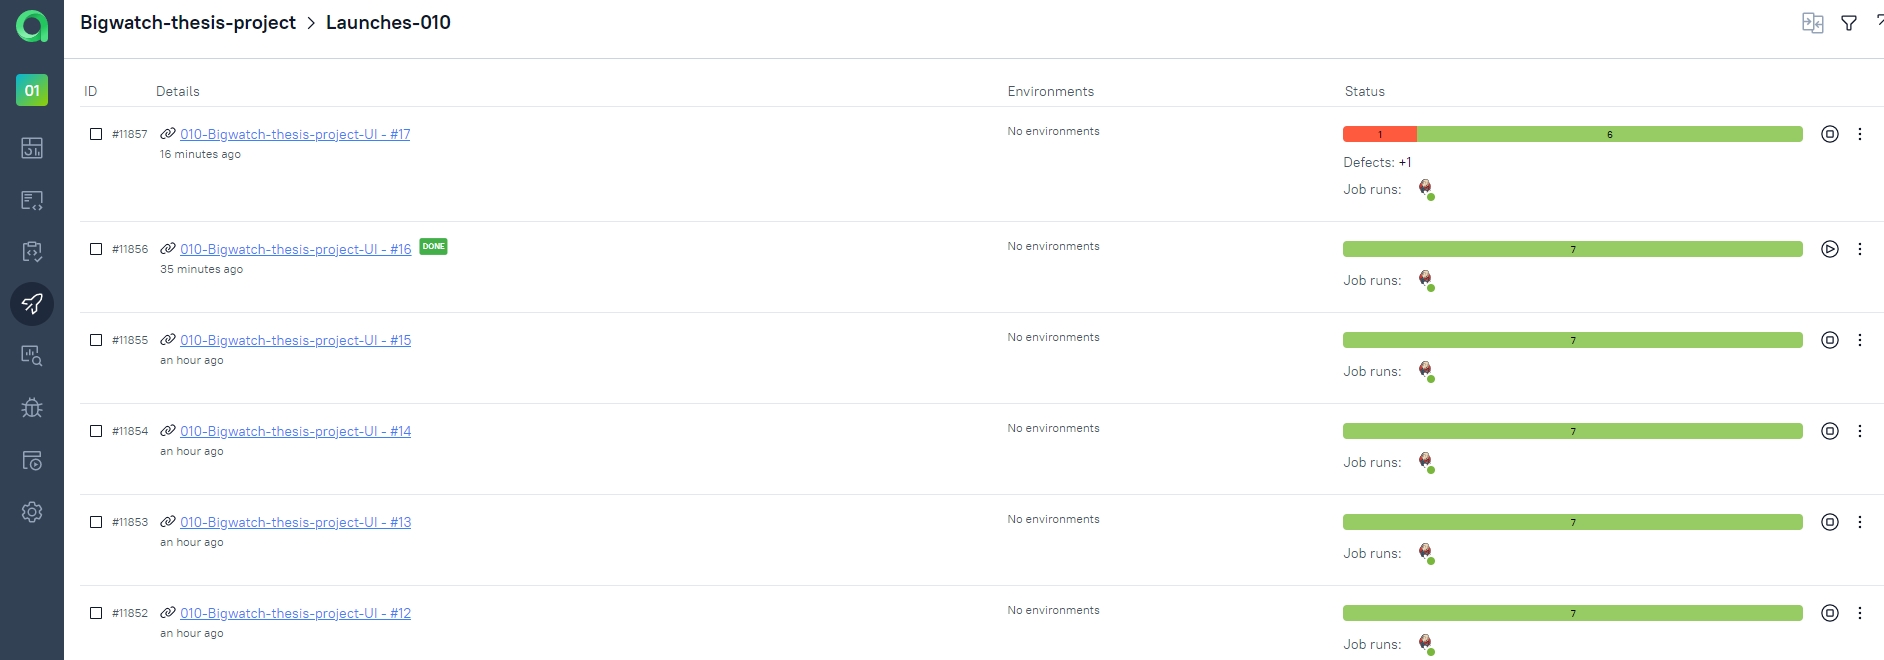 Bigwatch-thesis-project > Launches-010
01
ID Details Environments Status
#11857 010-Bigwatch-thesis-project-UI - #17 No environments 1 6
16 minutes ago
Defects: +1
Job runs:
#11856 010-Bigwatch-thesis-project-UI - #16 DONE No environments 7
35 minutes ago
Job runs:
#11855 010-Bigwatch-thesis-project-UI - #15 No environments 7
an hour ago
Job runs:
#11854 010-Bigwatch-thesis-project-UI - #14 No environments 7
an hour ago
Job runs:
#11853 010-Bigwatch-thesis-project-UI - #13 No environments 7
an hour ago
Job runs:
#11852 010-Bigwatch-thesis-project-UI - #12 No environments 7
an hour ago
Job runs: